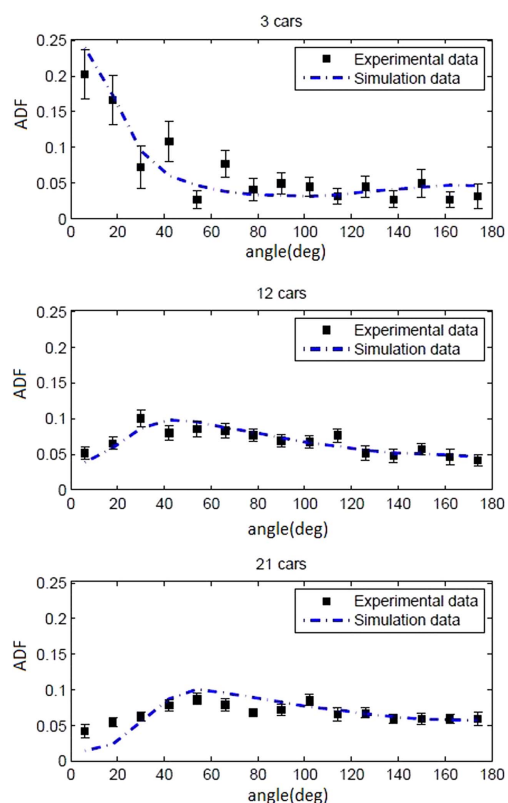 3 cars
0.25
0.2
0.15
0.1
0.05
0
ADF
Experimental data
Simulation data
0 20 40 60 80 100 120 140 160 180
angle(deg)
12 cars
0.25
0.2
0.15
0.1
0.05
0
ADF
Experimental data
Simulation data
0 20 40 60 80 100 120 140 160 180
angle(deg)
21 cars
0.25
0.2
0.15
0.1
0.05
0
ADF
Experimental data
Simulation data
0 20 40 60 80 100 120 140 160 180
angle(deg)